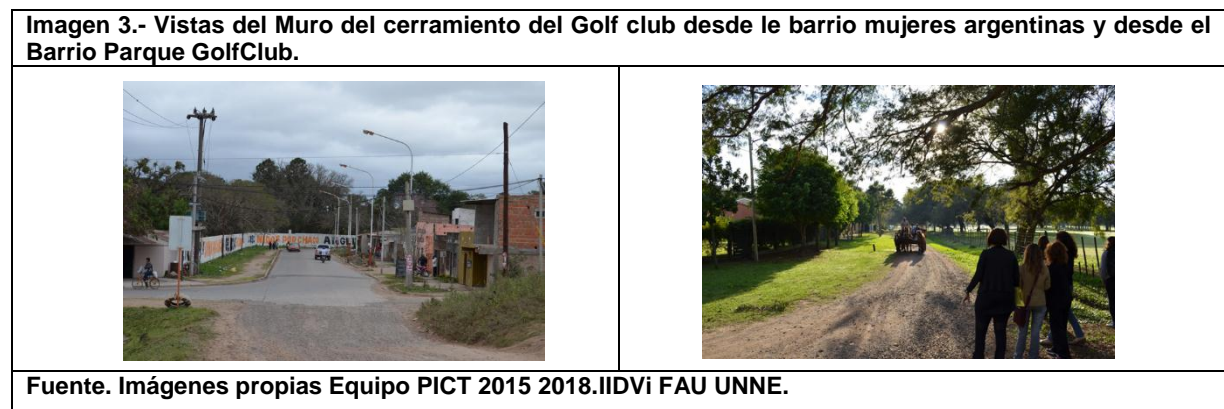 Imagen 3.- Vistas del Muro del cerramiento del Golf club desde le barrio mujeres argentinas y desde el
Barrio Parque GolfClub.
Fuente. Imágenes propias Equipo PICT 2015 2018.IIDVi FAU UNNE.